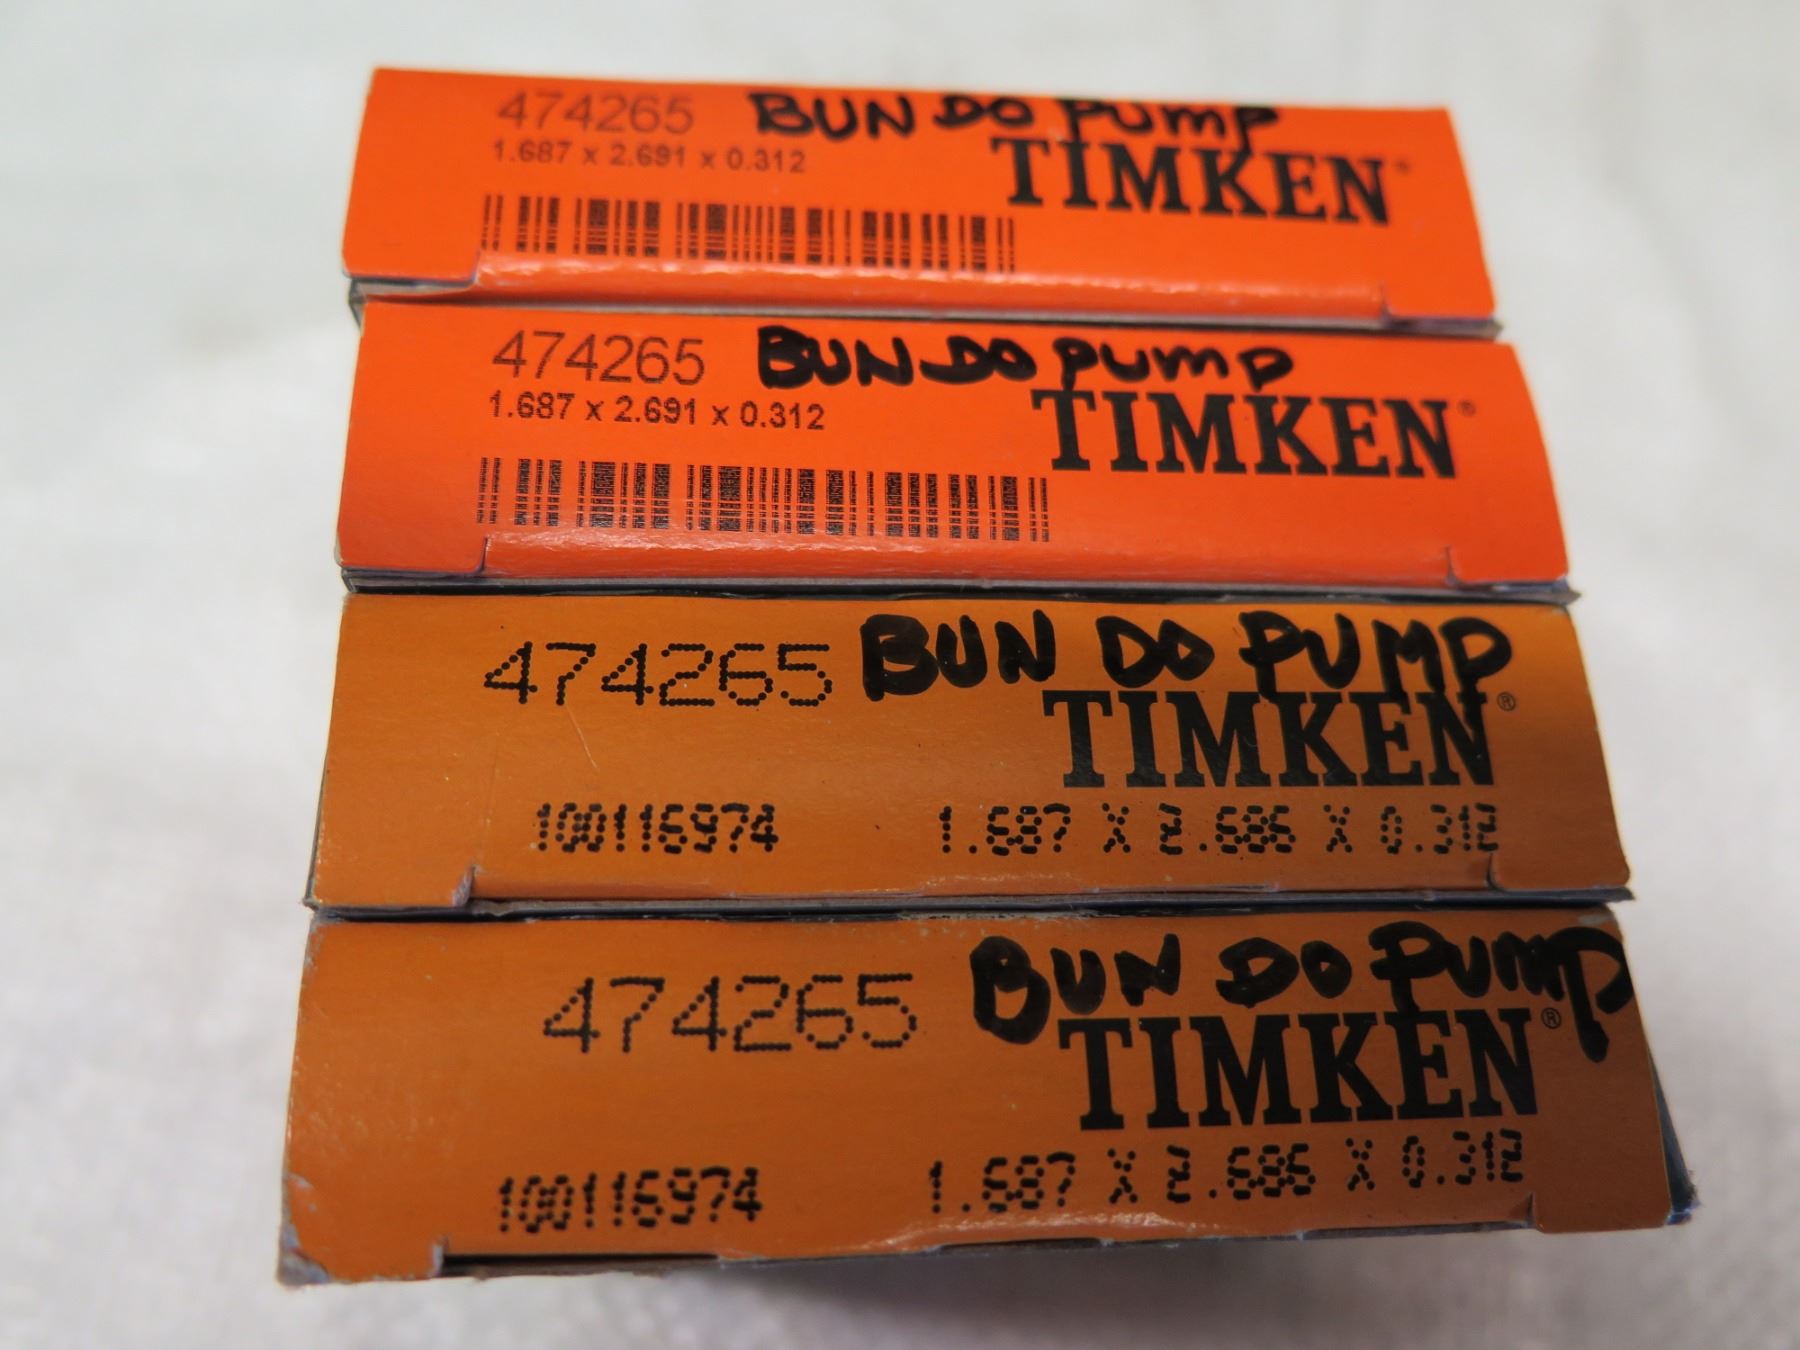 474265 BUN DO PUMP
1.687 x 2.691 x 0.312 TIMKEN
474265 BUN DO PUMP
1.687 x 2.691 x 0.312 TIMKEN®
474265 BUN DO PUMP
TIMKEN®
100116974 1.687 X 2.686 X 0.312
474265 BUN DO PUMP
TIMKEN®
100116974 1.687 X 2.686 X 0.312